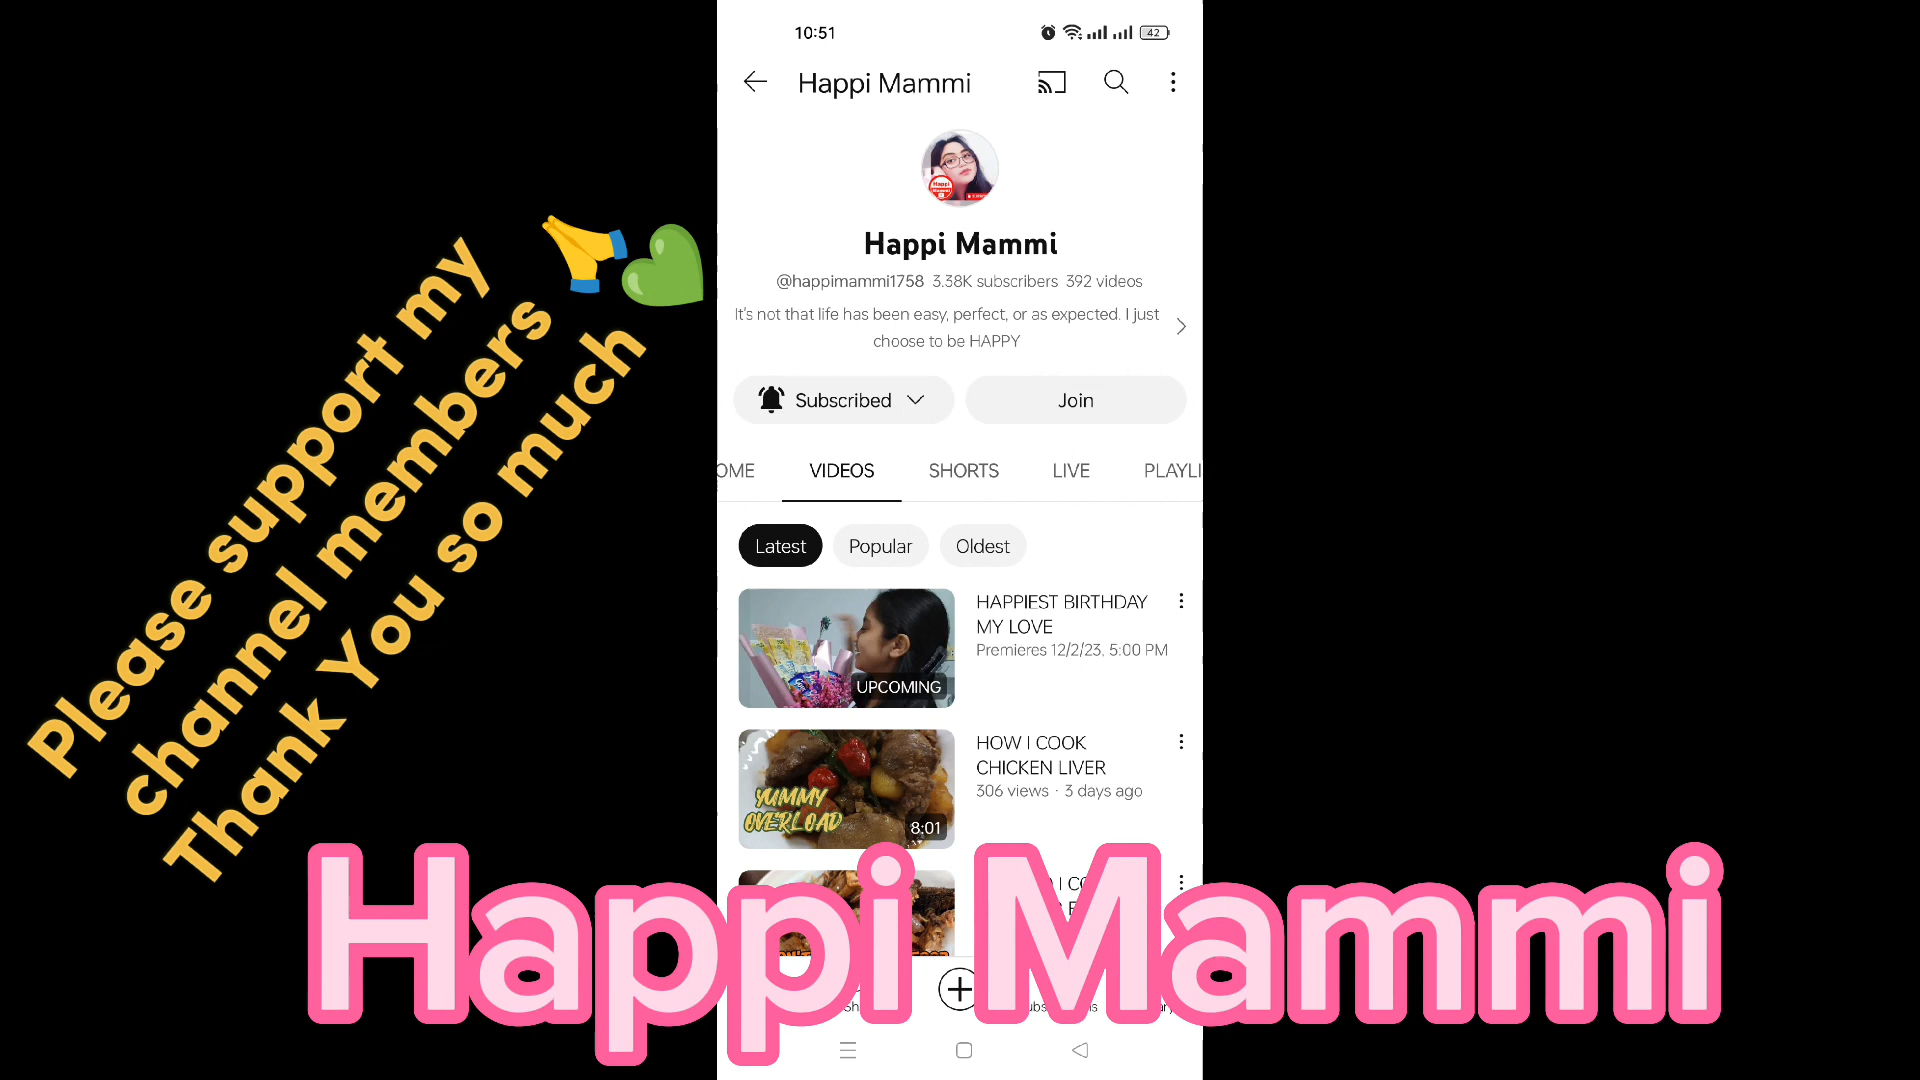 10:51
42
Happi Mammi
Happi Mammi
@happimammi1758 3.38K subscribers 392 videos
It's not that life has been easy, perfect, or as expected. I just
choose to be HAPPY
Subscribed
Join
OME VIDEOS SHORTS LIVE PLAYLI
Latest Popular Oldest
HAPPIEST BIRTHDAY
MY LOVE
Premieres 12/2/23, 5:00 PM
UPCOMING
HOW I COOK
CHICKEN LIVER
306 views · 3 days ago
YUMMY
OVERLOAD
8:01
Please support my
channel members
Thank You so much
Happi Mammi